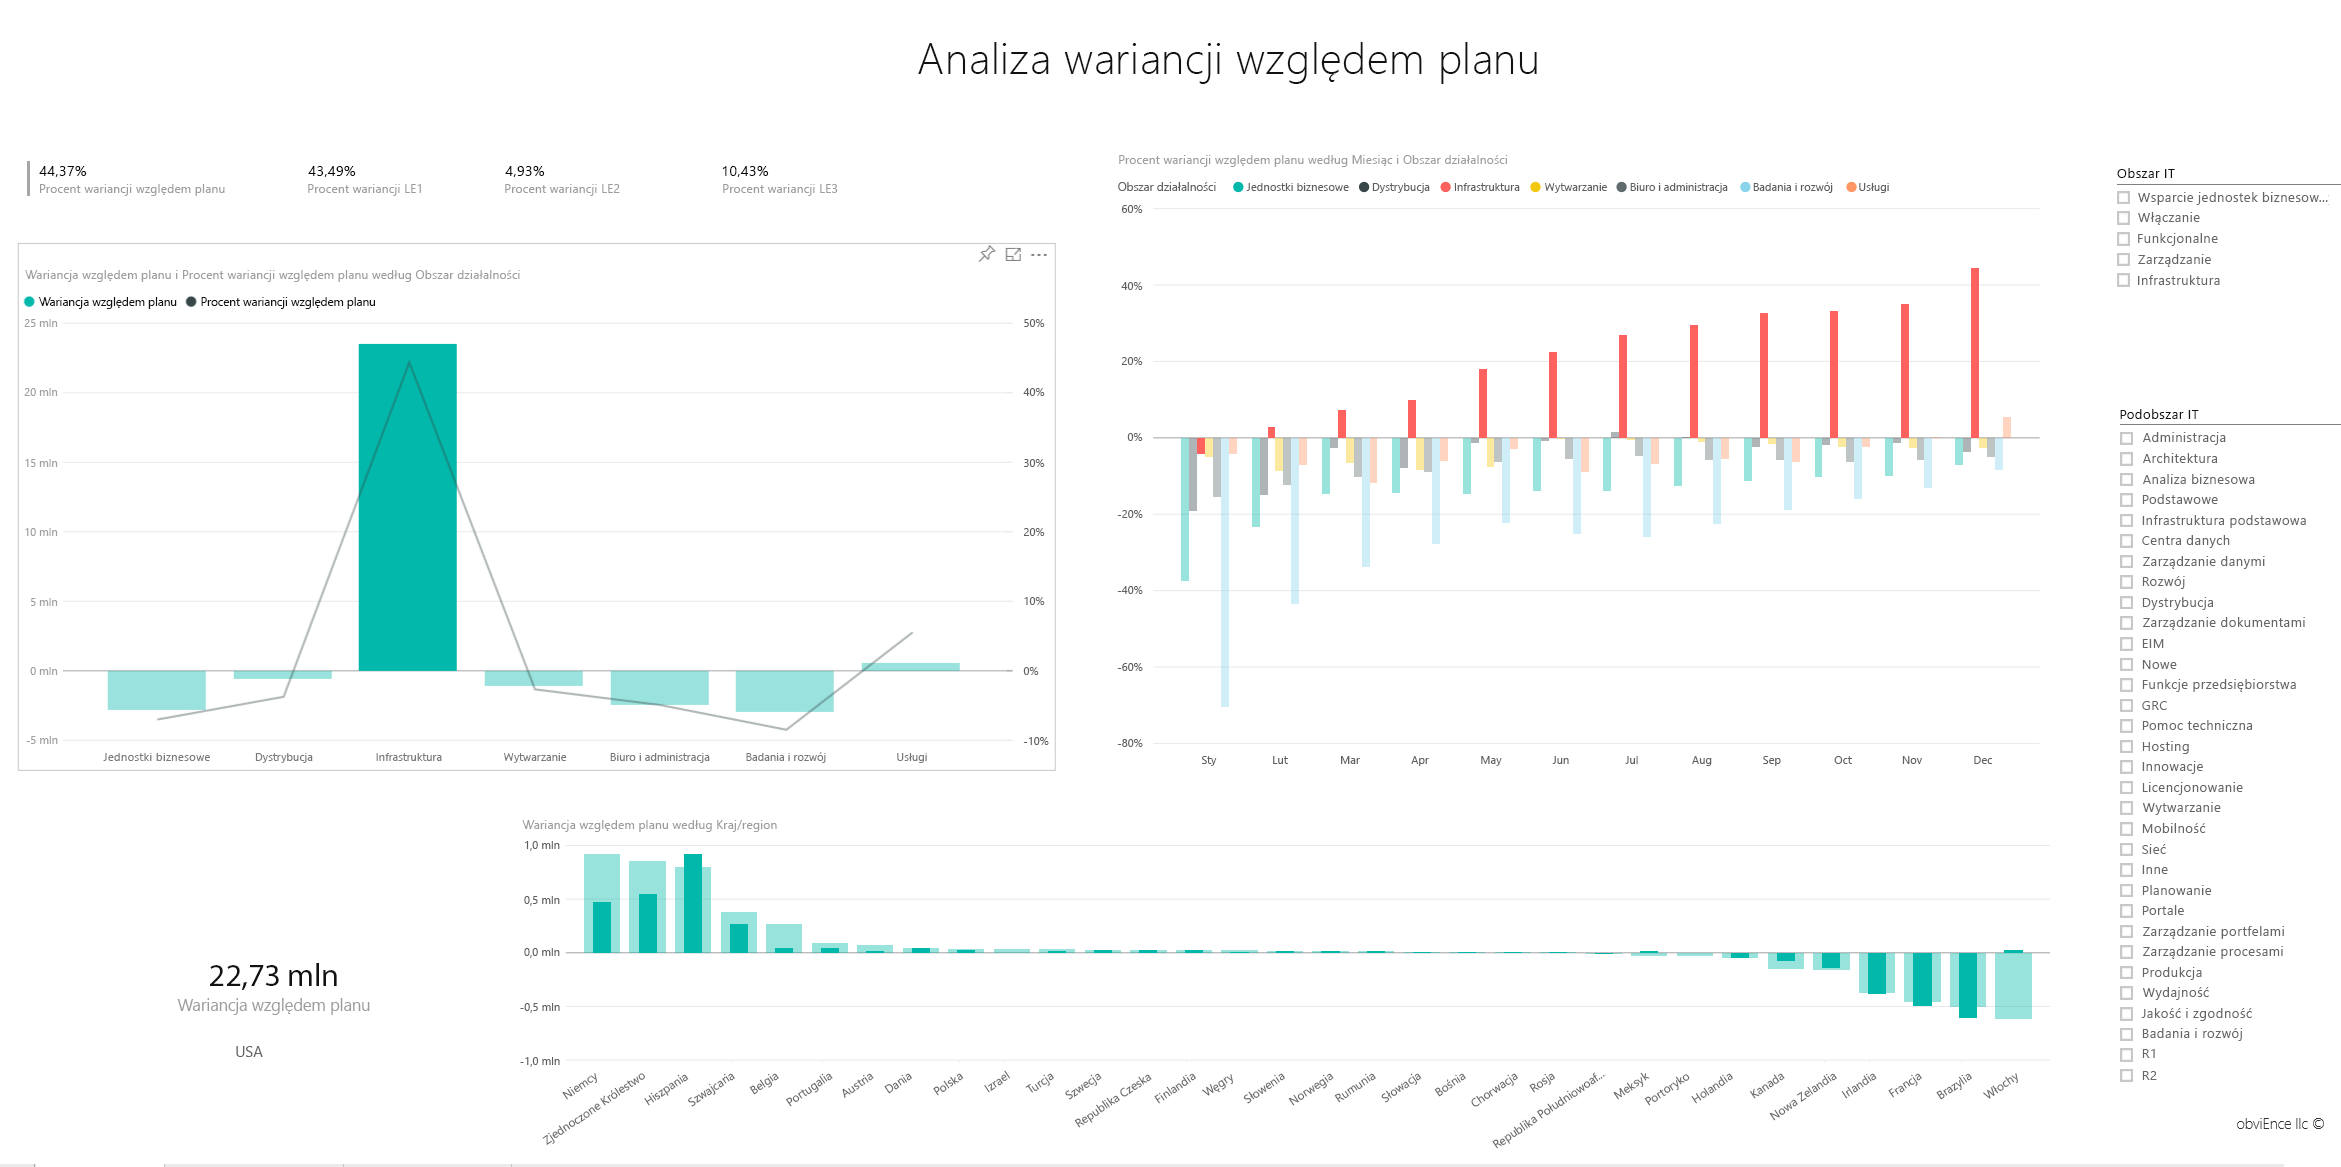 Analiza wariancji względem planu
44,37%
Procent wariancji względem planu
43,49%
Procent wariancji LE1
4,93%
Procent wariancji LE2
10,43%
Procent wariancji LE3
Wariancja względem planu i Procent wariancji względem planu według Obszar działalności
Wariancja względem planu Procent wariancji względem planu
25 mln
20 mln
15 mln
10 mln
5 mln
0 mln
-5 mln
50%
40%
30%
20%
10%
0%
-10%
Jednostki biznesowe Dystrybucja Infrastruktura Wytwarzanie Biuro i administracja Badania i rozwój Usługi
Procent wariancji względem planu według Miesiąc i Obszar działalności
Obszar działalności Jednostki biznesowe Dystrybucja Infrastruktura Wytwarzanie Biuro i administracja Badania i rozwój Usługi
60%
40%
20%
0%
-20%
-40%
-60%
-80%
Sty Lut Mar Apr May Jun Jul Aug Sep Oct Nov Dec
22,73 mln
Wariancja względem planu
USA
Wariancja względem planu według Kraj/region
1,0 mln
0,5 mln
0,0 mln
-0,5 mln
-1,0 mln
Niemcy
Zjednoczone Królestwo
Hiszpania
Szwajcaria
Belgia
Portugalia
Austria
Dania
Polska
Izrael
Turcja
Szwecja
Republika Czeska
Finlandia
Węgry
Słowenia
Norwegia
Rumunia
Słowacja
Bośnia
Chorwacja
Rosja
Republika Południowoaf...
Meksyk
Portoryko
Holandia
Kanada
Nowa Zelandia
Irlandia
Francja
Brazylia
Włochy
Obszar IT
Wsparcie jednostek biznesow...
Włączanie
Funkcjonalne
Zarządzanie
Infrastruktura
Podobszar IT
Administracja
Architektura
Analiza biznesowa
Podstawowe
Infrastruktura podstawowa
Centra danych
Zarządzanie danymi
Rozwój
Dystrybucja
Zarządzanie dokumentami
EIM
Nowe
Funkcje przedsiębiorstwa
GRC
Pomoc techniczna
Hosting
Innowacje
Licencjonowanie
Wytwarzanie
Mobilność
Sieć
Inne
Planowanie
Portale
Zarządzanie portfelami
Zarządzanie procesami
Produkcja
Wydajność
Jakość i zgodność
Badania i rozwój
R1
R2
obviEnce llc ©